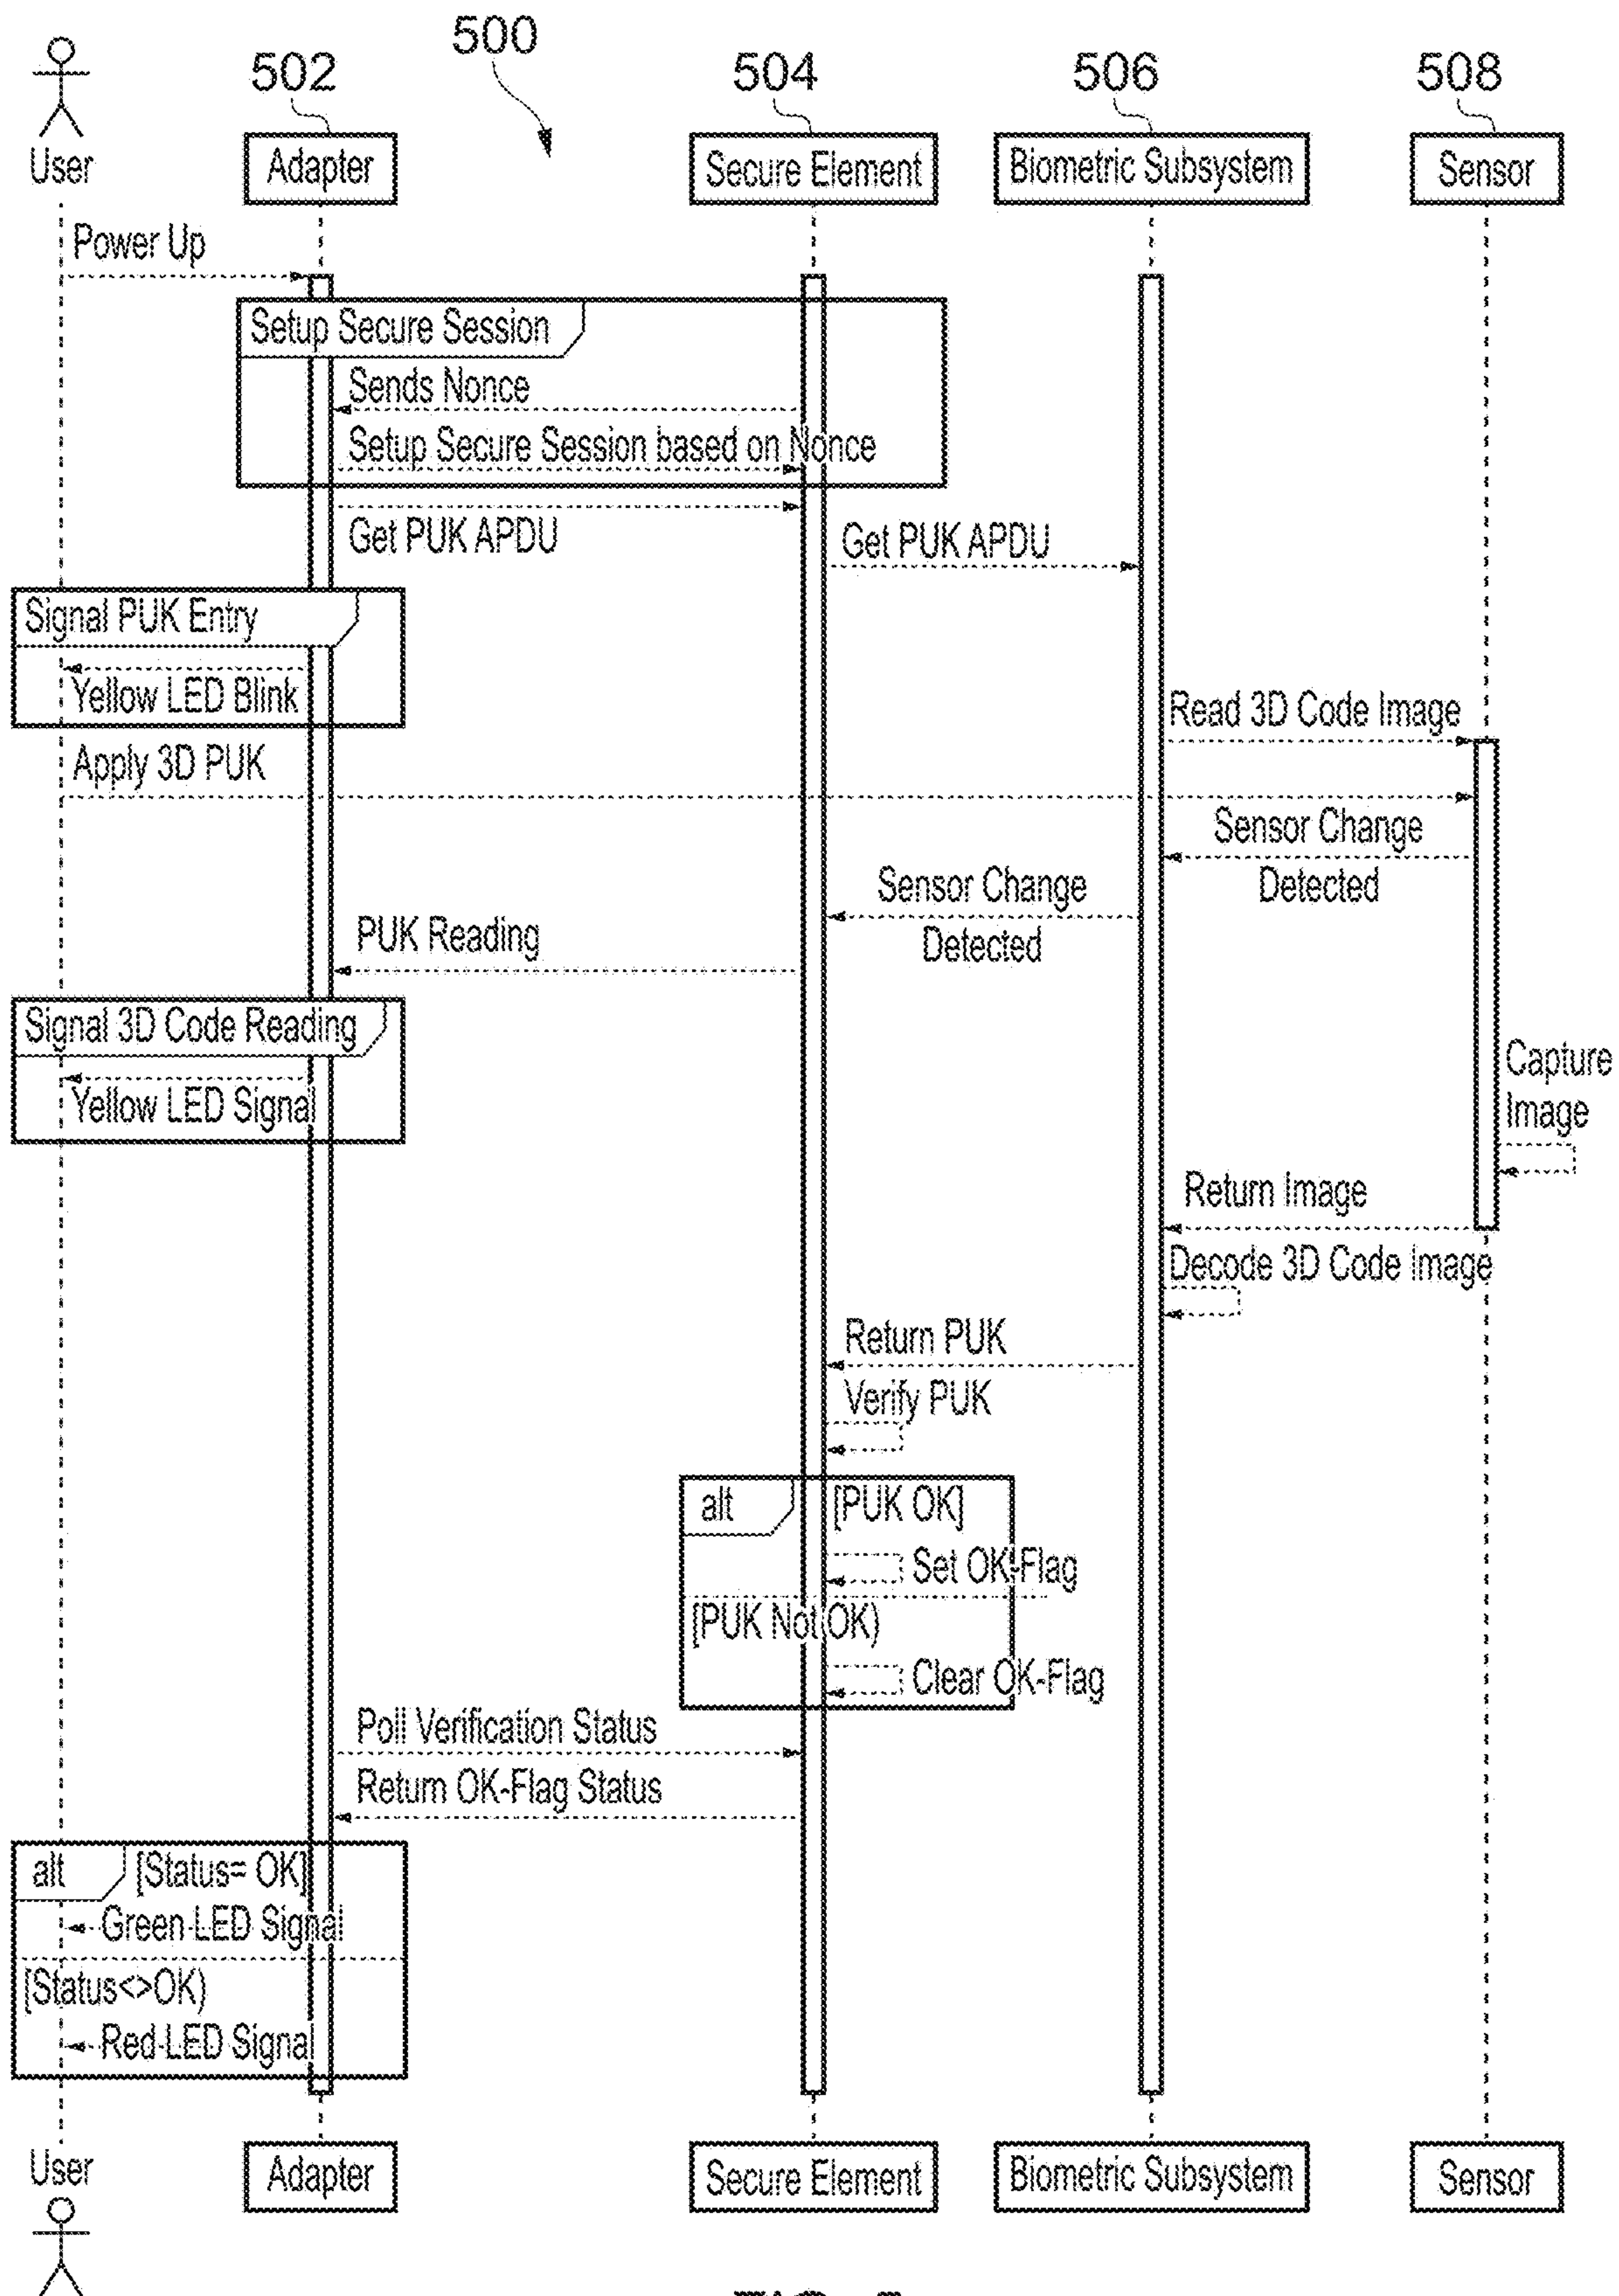 500
502
504
506
508
User
Adapter
Secure Element
Biometric Subsystem
Sensor
Power Up
Setup Secure Session
Sends Nonce
Setup Secure Session based on Nonce
Get PUK APDU
Get PUK APDU
Signal PUK Entry
Yellow LED Blink
Read 3D Code Image
Apply 3D PUK
Sensor Change
Detected
Sensor Change
Detected
PUK Reading
Signal 3D Code Reading
Yellow LED Signal
Capture
Image
Return Image
Decode 3D Code Image
Return PUK
Verify PUK
alt
[PUK OK]
Set OK-Flag
[PUK Not OK)
Clear OK-Flag
Poll Verification Status
Return OK-Flag Status
alt
[Status= OK]
Green LED Signal
[Status<>OK)
Red LED Signal
User
Adapter
Secure Element
Biometric Subsystem
Sensor